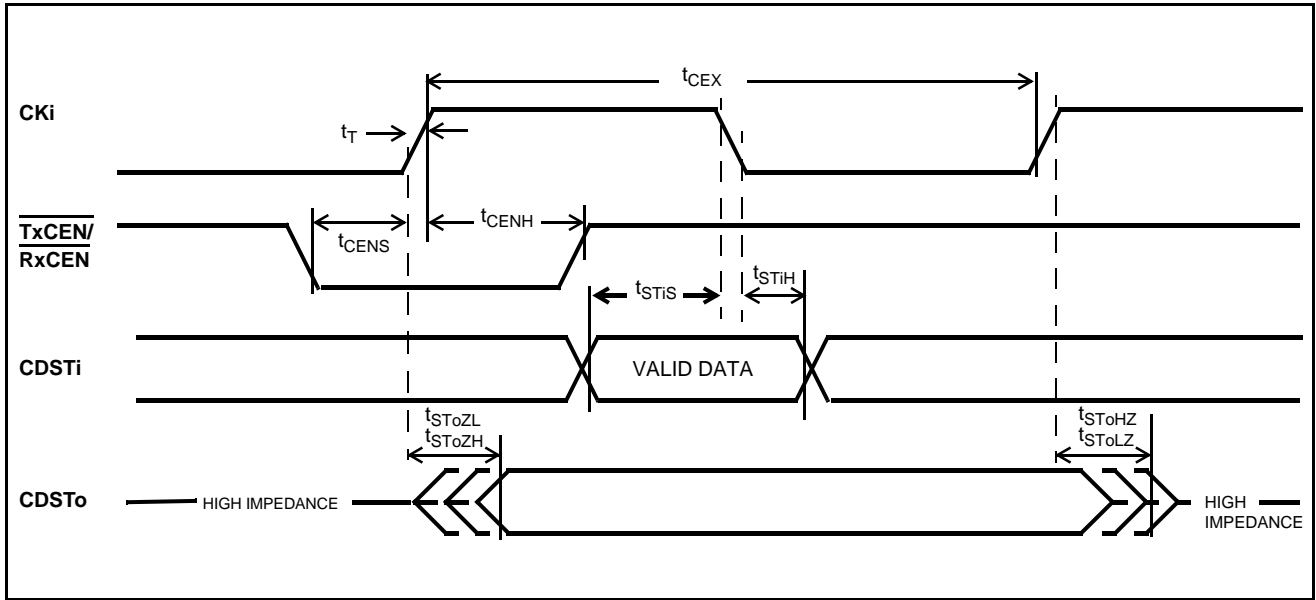 tCEX
CKi
tT
TxCEN/
RxCEN
tCENS
tCENH
tSTiS
tSTiH
CDSTi
VALID DATA
tSToZL
tSToZH
tSToHZ
tSToLZ
CDSTo
HIGH IMPEDANCE
HIGH
IMPEDANCE